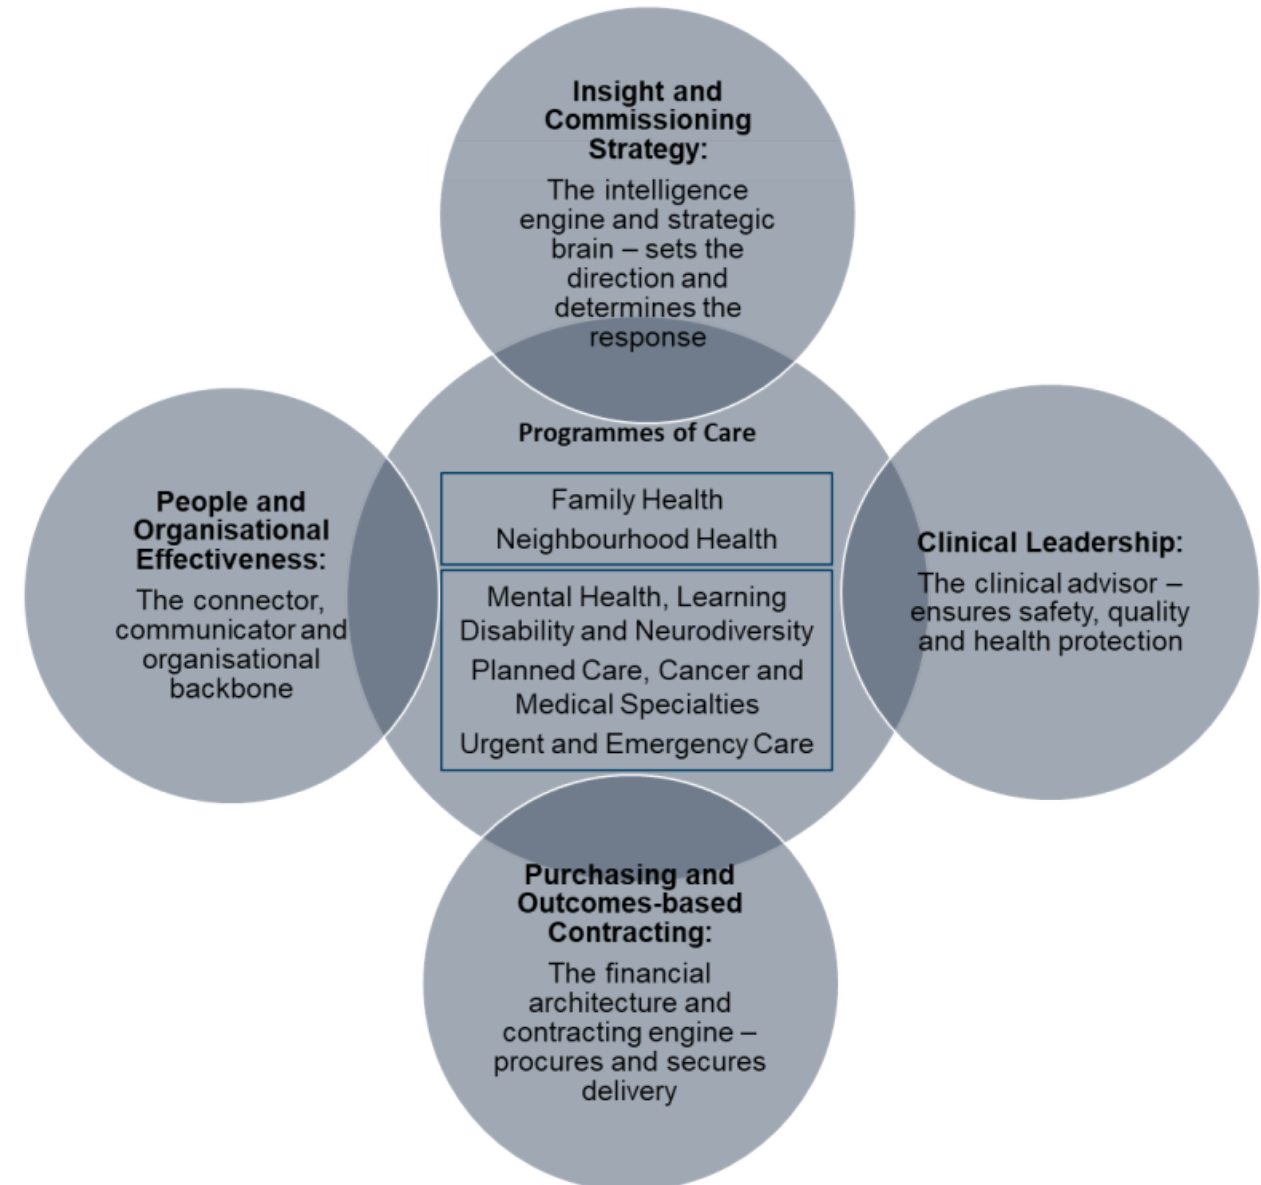 Insight and
Commissioning
Strategy:
The intelligence
engine and strategic
brain – sets the
direction and
determines the
response
Programmes of Care
Family Health
Neighbourhood Health
Mental Health, Learning
Disability and Neurodiversity
Planned Care, Cancer and
Medical Specialties
Urgent and Emergency Care
People and
Organisational
Effectiveness:
The connector,
communicator and
organisational
backbone
Clinical Leadership:
The clinical advisor –
ensures safety, quality
and health protection
Purchasing and
Outcomes-based
Contracting:
The financial
architecture and
contracting engine –
procures and secures
delivery